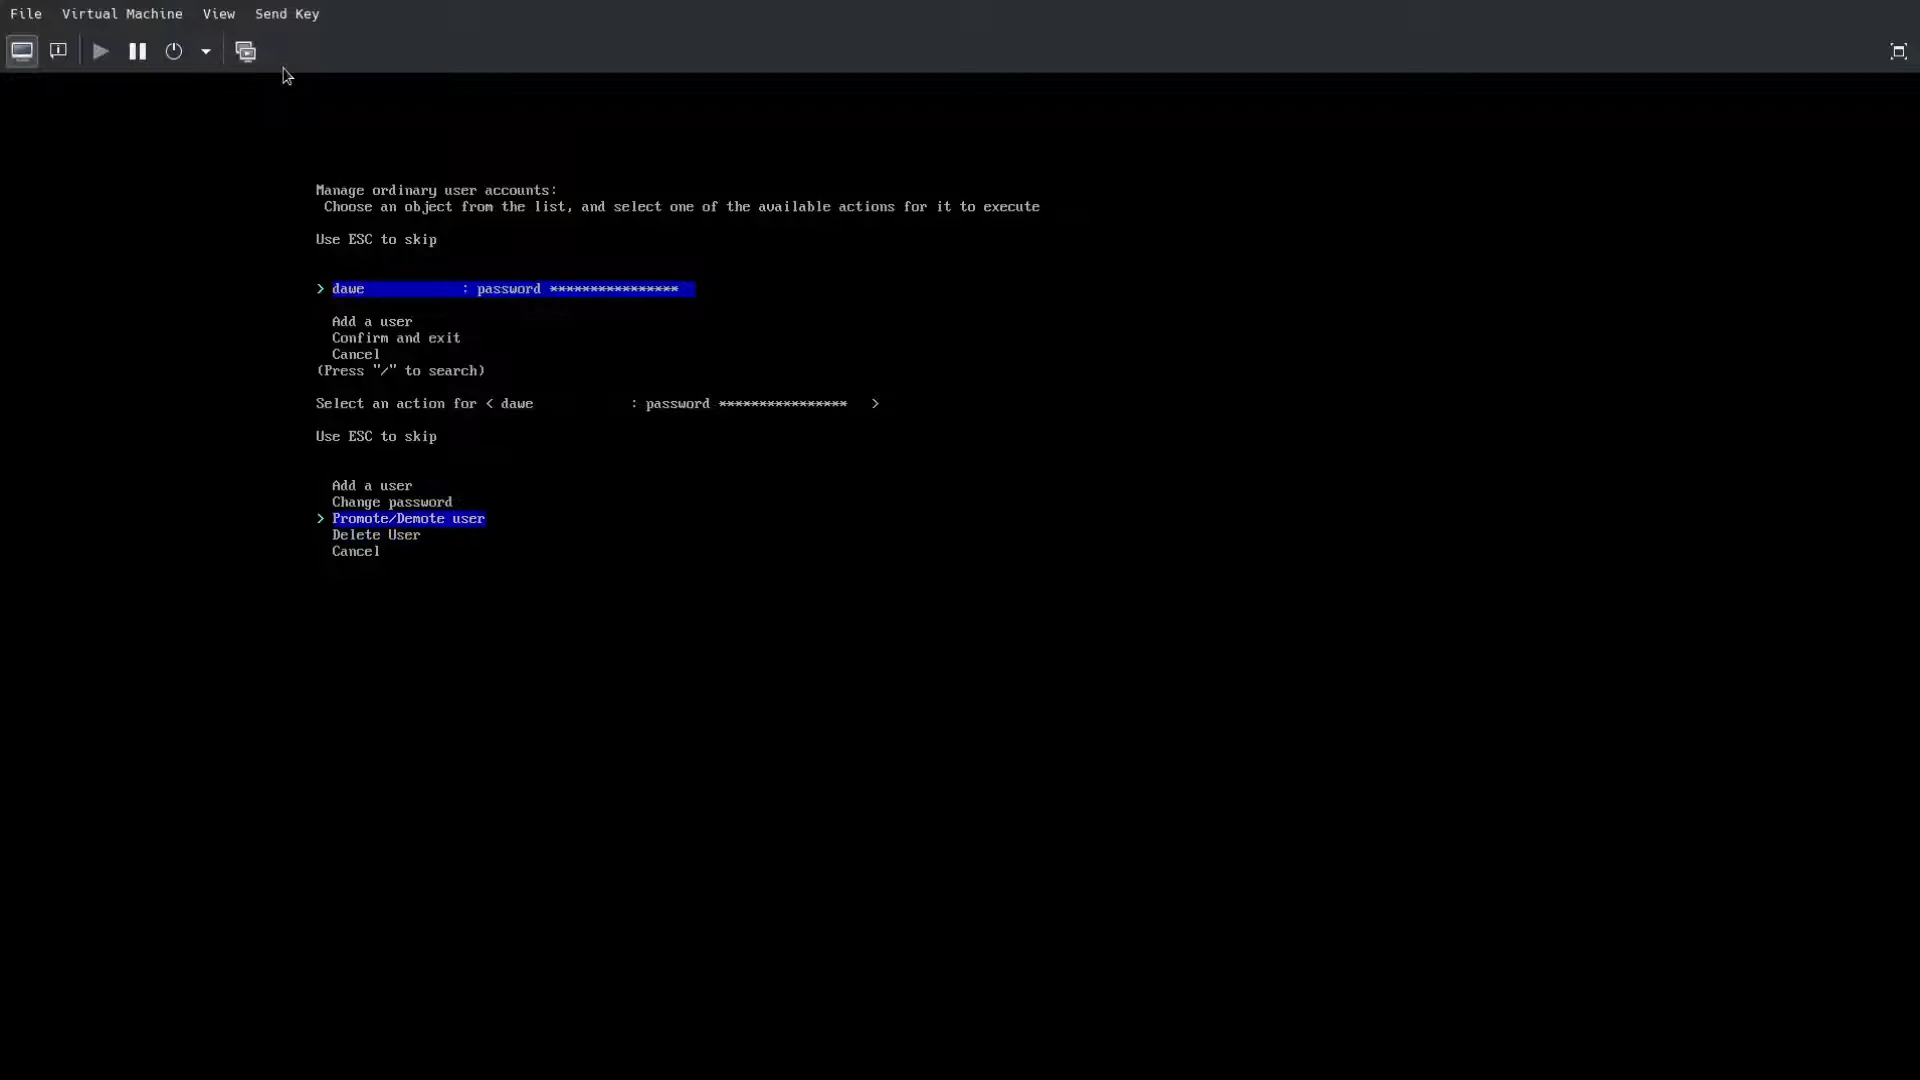 File Virtual Machine View Send Key
Manage ordinary user accounts:
Choose an object from the list, and select one of the available actions for it to execute
Use ESC to skip
> dawe : password ****************
Add a user
Confirm and exit
Cancel
(Press "/" to search)
Select an action for < dawe : password **************** >
Use ESC to skip
Add a user
Change password
> Promote/Demote user
Delete User
Cancel